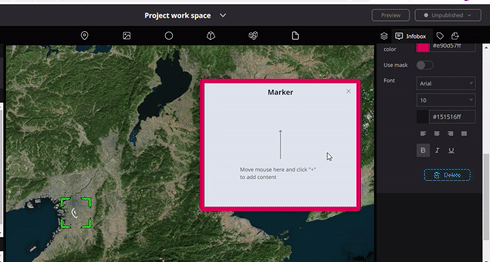 Project work space
Preview
Unpublished
Infobox
color
#e90d57ff
Use mask
Font
Arial
10
#151516ff
B I U
Delete
Marker
Move mouse here and click "+"
to add content